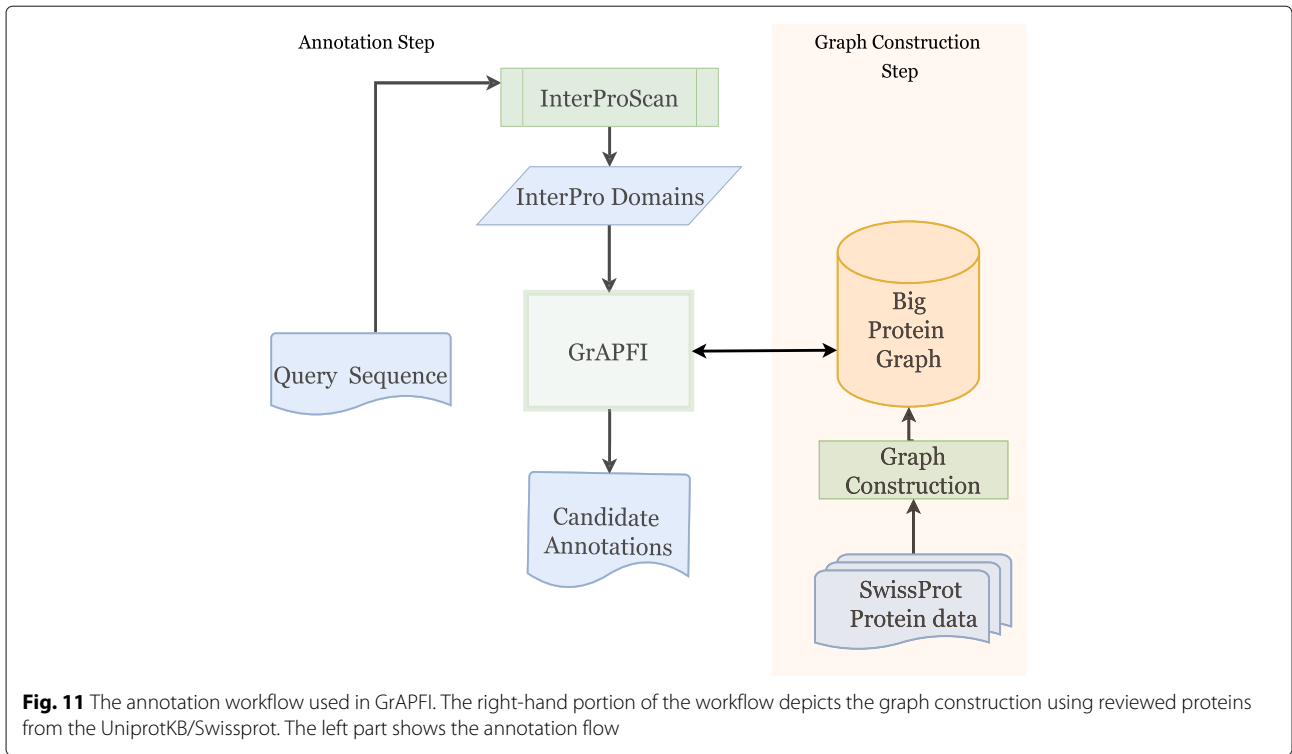 Annotation Step
Graph Construction
Step
InterProScan
InterPro Domains
Big
Protein
Graph
GrAPFI
Query Sequence
Graph
Construction
Candidate
Annotations
SwissProt
Protein data
Fig. 11 The annotation workflow used in GrAPFI. The right-hand portion of the workflow depicts the graph construction using reviewed proteins
from the UniprotKB/Swissprot. The left part shows the annotation flow